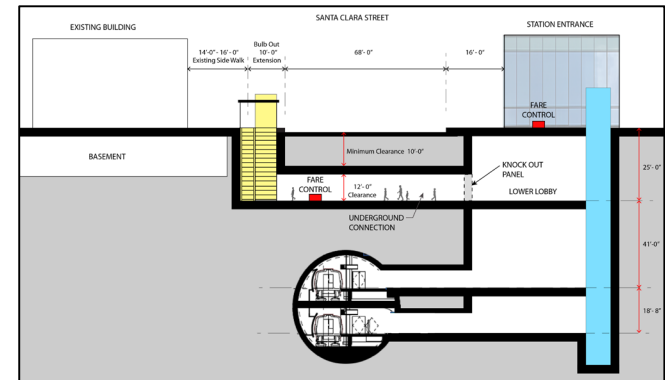 SANTA CLARA STREET
EXISTING BUILDING
STATION ENTRANCE
14'-0" - 16'- 0"
Existing Side Walk
Bulb Out
10'- 0"
Extension
68'- 0"
16'- 0"
FARE
CONTROL
Minimum Clearance 10'-0"
BASEMENT
KNOCK OUT
PANEL
25'- 0"
FARE
CONTROL
12'- 0"
Clearance
LOWER LOBBY
UNDERGROUND
CONNECTION
41'-0"
18'- 8"